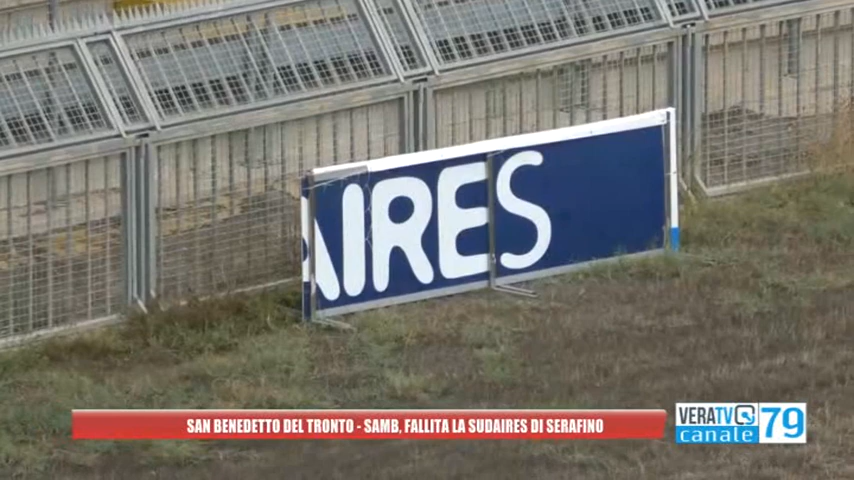 AIRES
SAN BENEDETTO DEL TRONTO - SAMB, FALLITA LA SUDAIRES DI SERAFINO
VERATV
canale 79